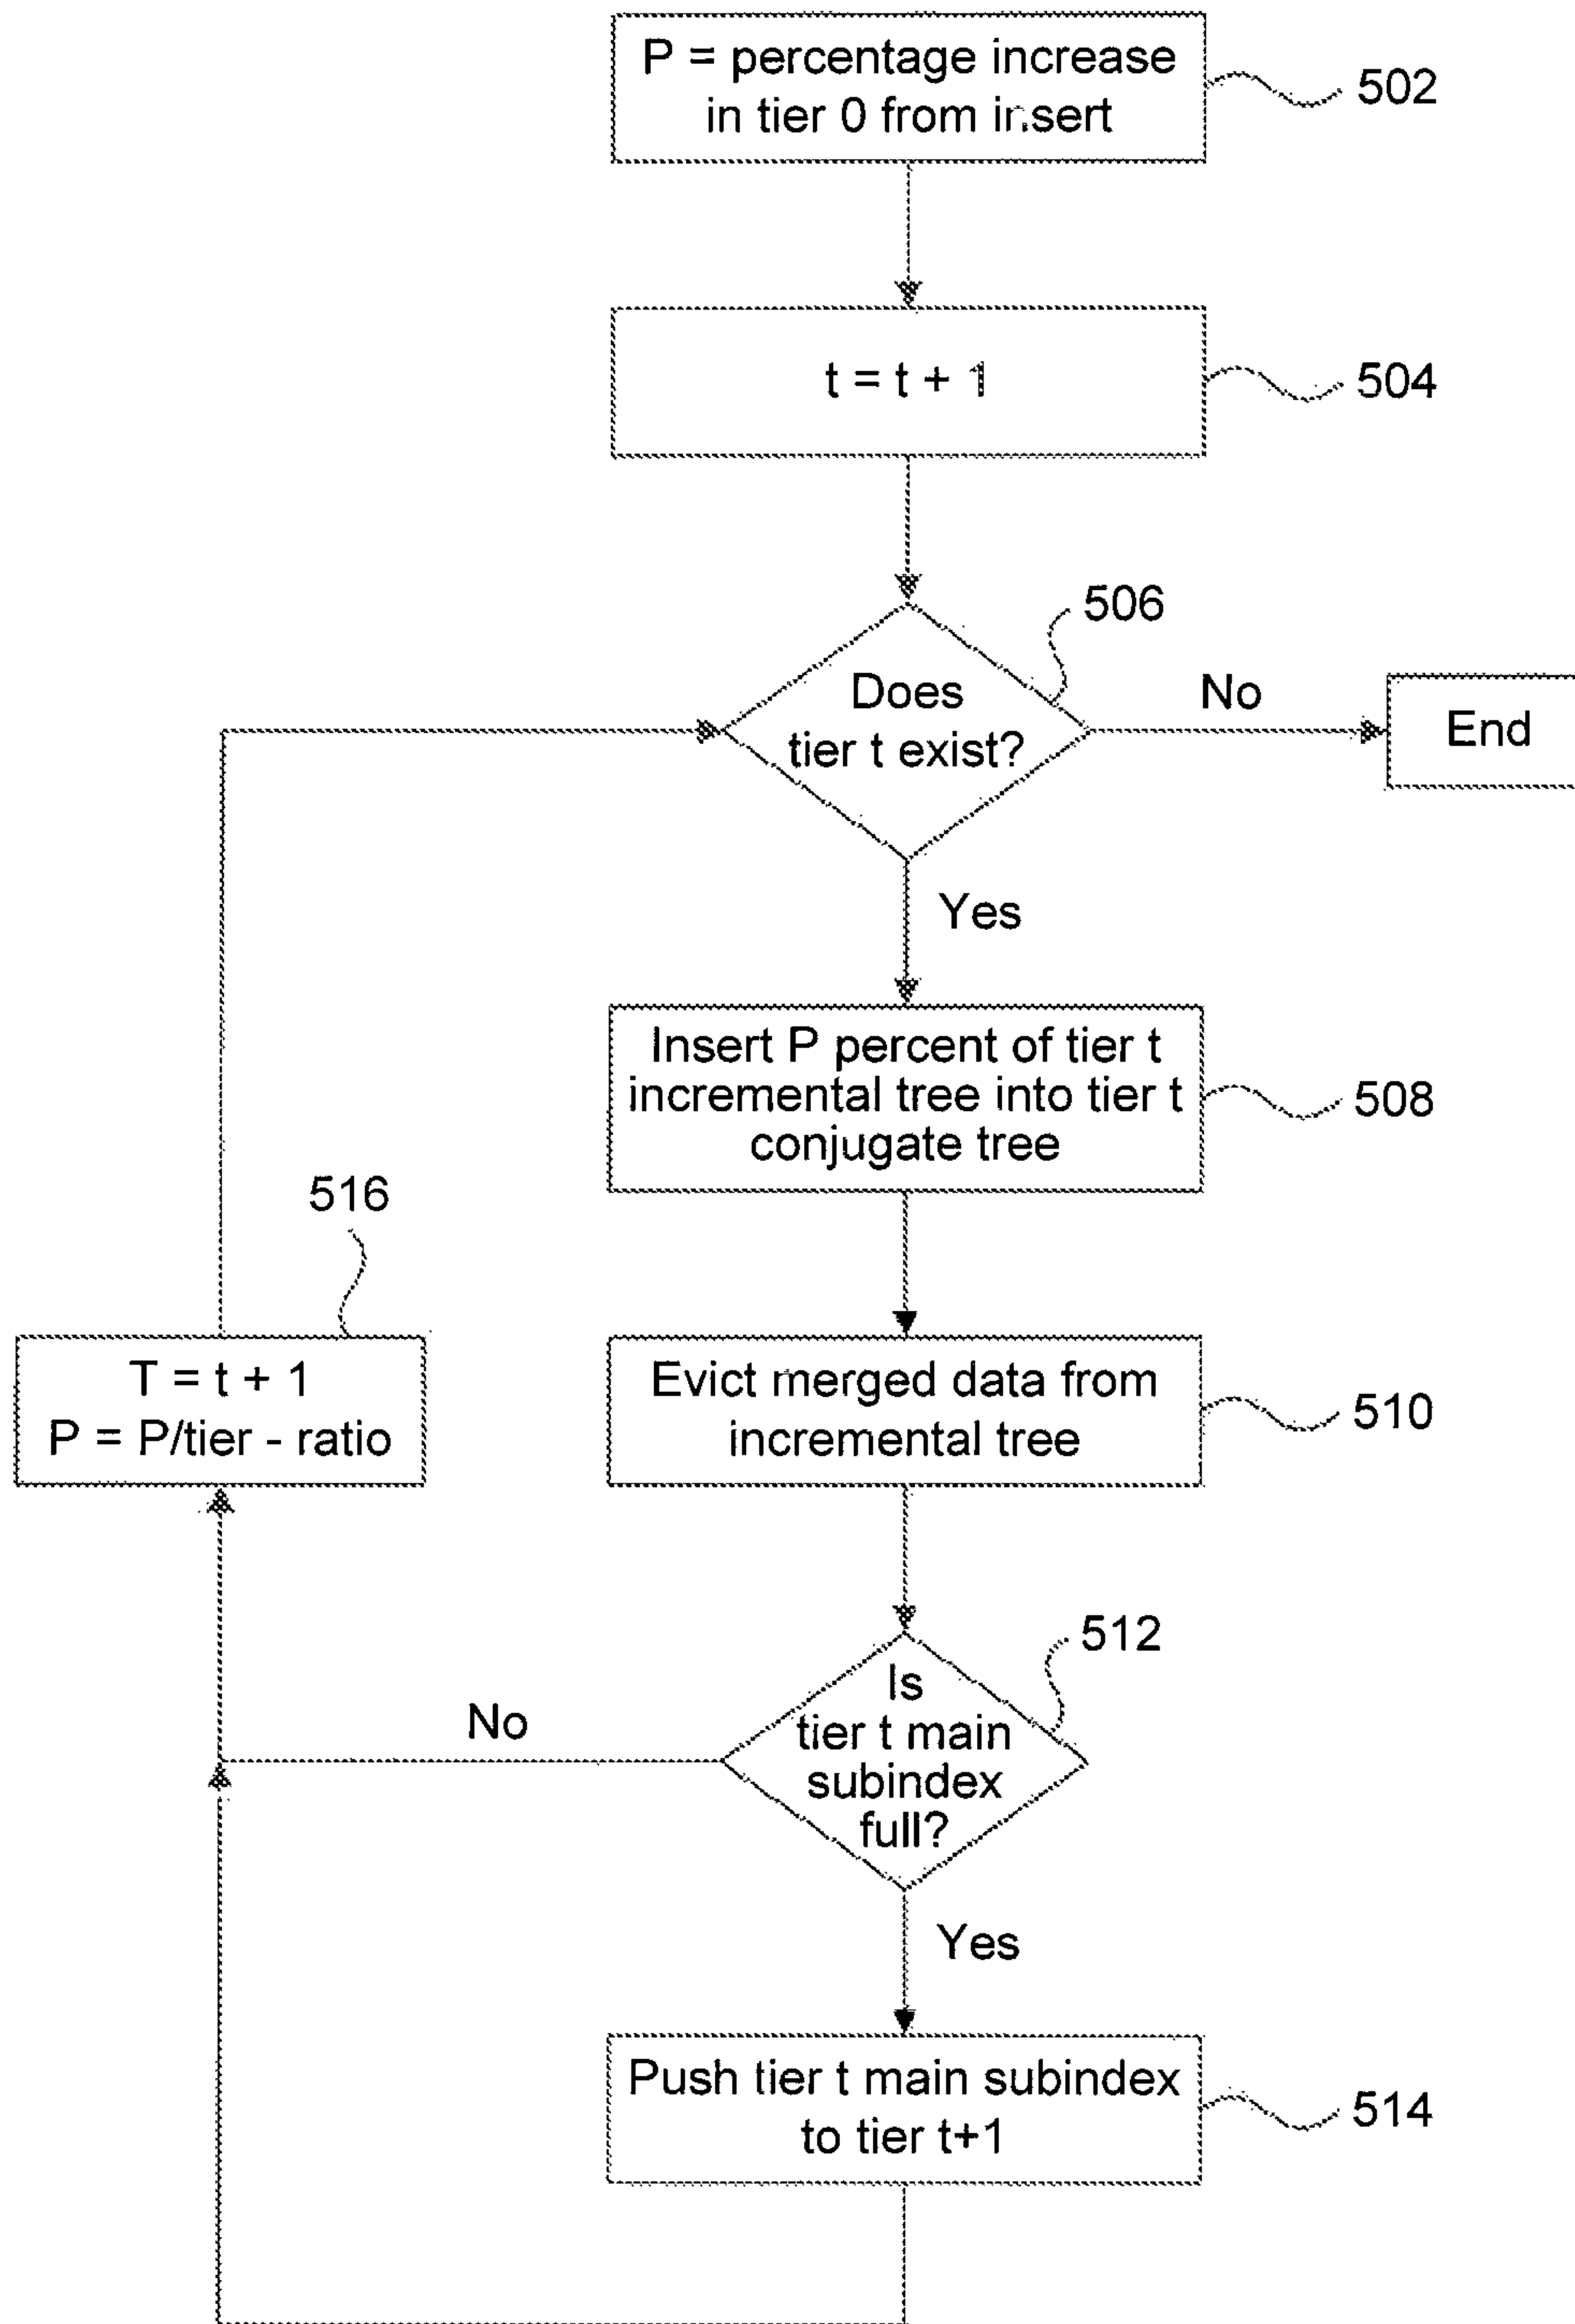 P = percentage increase
in tier 0 from insert
502
t = t + 1
504
506
Does
tier t exist?
No
End
Yes
Insert P percent of tier t
incremental tree into tier t
conjugate tree
508
516
T = t + 1
P = P/tier - ratio
Evict merged data from
incremental tree
510
512
Is
tier t main
subindex
full?
No
Yes
Push tier t main subindex
to tier t+1
514